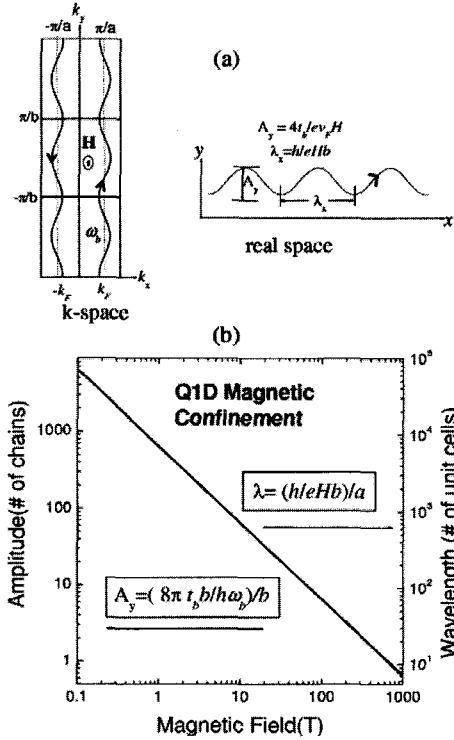 -π/a
k_y
π/a
(a)
π/b
H
-π/b
ω_b
-k_F
k_F
k_x
k-space
A_y = 4t_b/ev_FH
λ_x=h/eHb
y
A_y
λ_x
x
real space
(b)
Q1D Magnetic
Confinement
λ= (h/eHb)/a
A_y=( 8π t_b b/hω_b)/b
Amplitude(# of chains)
1000
100
10
1
Wavelength (# of unit cells)
10^5
10^4
10^3
10^2
10^1
0.1
1
10
100
1000
Magnetic Field(T)